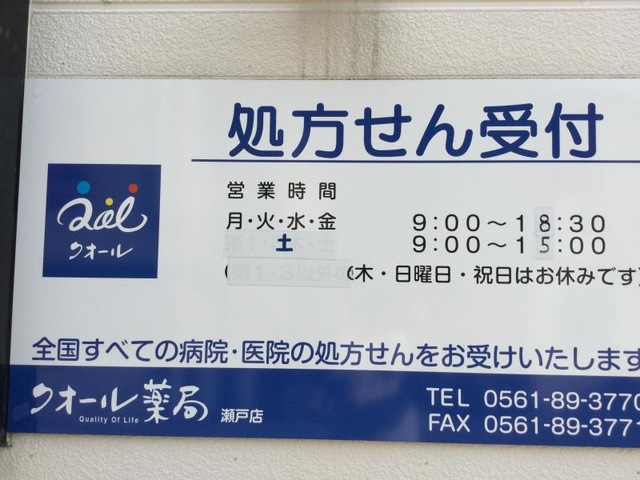 処方せん受付
営業時間
月・火・水・金 9:00～18:30
土 9:00～15:00
(木・日曜日・祝日はお休みです)
Qol
クオール
全国すべての病院・医院の処方せんをお受けいたします
クオール薬局 瀬戸店
Quality Of Life
TEL 0561-89-3770
FAX 0561-89-3771